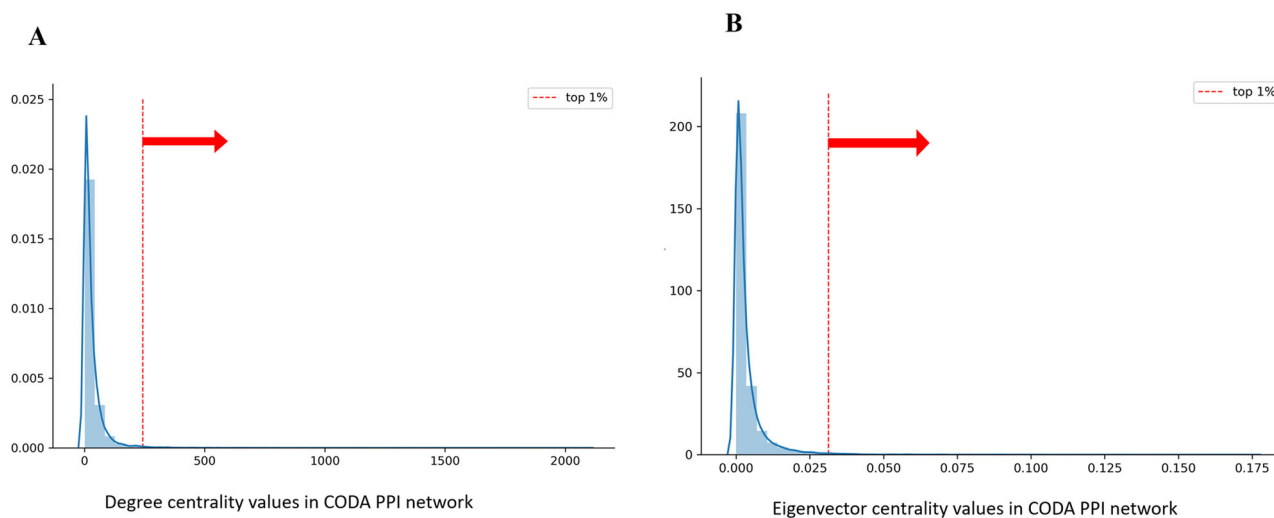 A
B
top 1%
top 1%
0.025
0.020
0.015
0.010
0.005
0.000
200
150
100
50
0
0 500 1000 1500 2000
0.000 0.025 0.050 0.075 0.100 0.125 0.150 0.175
Degree centrality values in CODA PPI network
Eigenvector centrality values in CODA PPI network